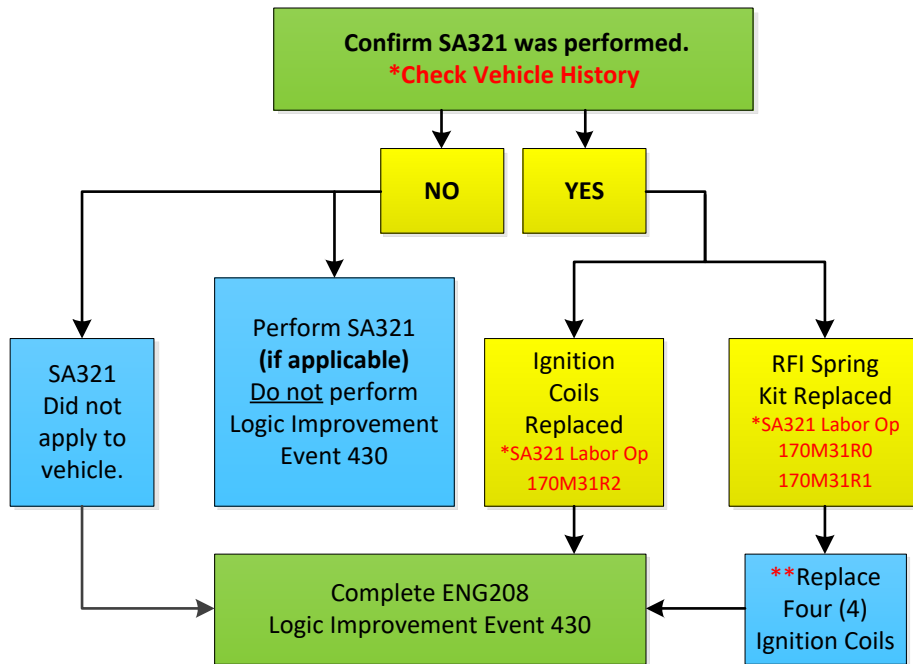 Confirm SA321 was performed.
*Check Vehicle History
NO
YES
SA321
Did not
apply to
vehicle.
Perform SA321
(if applicable)
Do not perform
Logic Improvement
Event 430
Ignition
Coils
Replaced
*SA321 Labor Op
170M31R2
RFI Spring
Kit Replaced
*SA321 Labor Op
170M31R0
170M31R1
Complete ENG208
Logic Improvement Event 430
**Replace
Four (4)
Ignition Coils